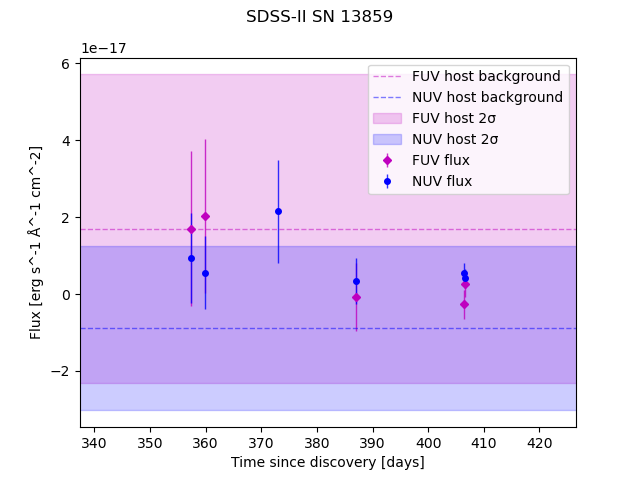 SDSS-II SN 13859
1e−17
FUV host background
NUV host background
FUV host 2σ
NUV host 2σ
FUV flux
NUV flux
6
4
2
0
−2
Flux [erg s^-1 Å^-1 cm^-2]
340 350 360 370 380 390 400 410 420
Time since discovery [days]